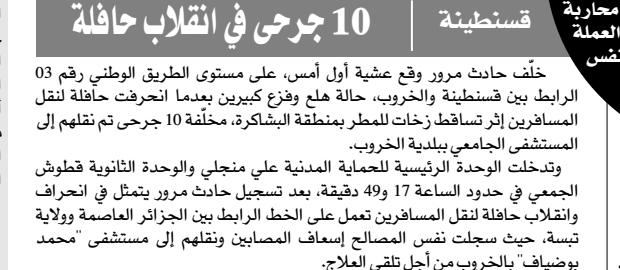 محاربة
العملة
نفس
قسنطينة
10 جرحى في انقلاب حافلة
خلّف حادث مرور وقع عشية أول أمس، على مستوى الطريق الوطني رقم 03
الرابط بين قسنطينة والخروب، حالة هلع وفزع كبيرين بعدما انحرفت حافلة لنقل
المسافرين إثر تساقط زخات للمطر بمنطقة البشاكرة، مخلّفة 10 جرحى تم نقلهم إلى
المستشفى الجامعي ببلدية الخروب.
وتدخلت الوحدة الرئيسية للحماية المدنية علي منجلي والوحدة الثانوية قطوش
الجمعي في حدود الساعة 17 و49 دقيقة، بعد تسجيل حادث مرور يتمثل في انحراف
وانقلاب حافلة لنقل المسافرين تعمل على الخط الرابط بين الجزائر العاصمة وولاية
تبسة، حيث سجلت نفس المصالح إسعاف المصابين ونقلهم إلى مستشفى "محمد
بوضياف" بالخروب من أجل تلقي العلاج.